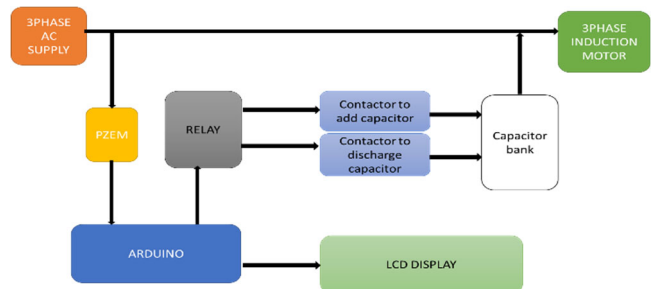 3PHASE
AC
SUPPLY
3PHASE
INDUCTION
MOTOR
PZEM
RELAY
Contactor to
add capacitor
Contactor to
discharge
capacitor
Capacitor
bank
ARDUINO
LCD DISPLAY